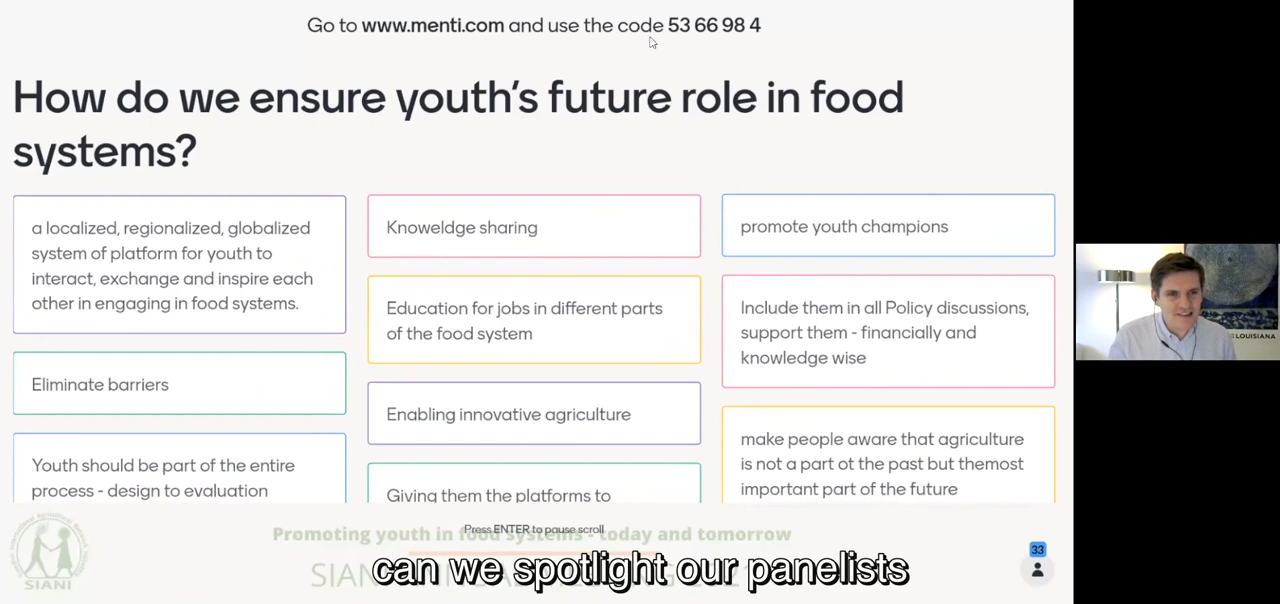 Go to www.menti.com and use the code 53 66 98 4
How do we ensure youth's future role in food
systems?
a localized, regionalized, globalized
system of platform for youth to
interact, exchange and inspire each
other in engaging in food systems.
Eliminate barriers
Youth should be part of the entire
process - design to evaluation
Knoweldge sharing
Education for jobs in different parts
of the food system
Enabling innovative agriculture
Giving them the platforms to
promote youth champions
Include them in all Policy discussions,
support them - financially and
knowledge wise
make people aware that agriculture
is not a part ot the past but themost
important part of the future
LOUISIANA
Press ENTER to pause scroll
Promoting youth in food systems - today and tomorrow
SIANI
can we spotlight our panelists
33
SIANI